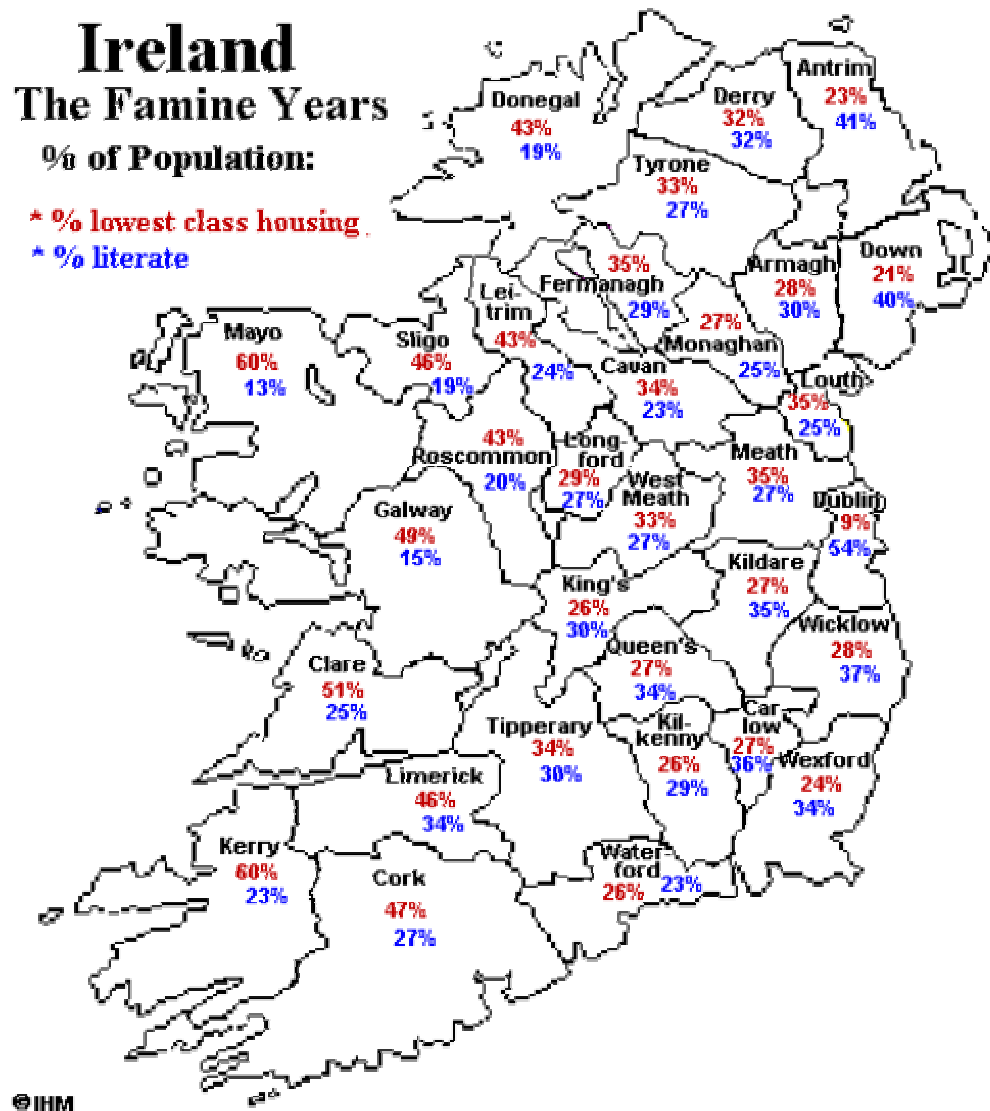 Ireland
The Famine Years
% of Population:
* % lowest class housing
* % literate
Donegal
43%
19%
Derry
32%
32%
Antrim
23%
41%
Tyrone
33%
27%
35%
Fermanagh
29%
Armagh
28%
30%
Down
21%
40%
Lei-
trim
43%
24%
27%
Monaghan
25%
Mayo
60%
13%
Sligo
46%
19%
Cavan
34%
23%
Louth
35%
25%
43%
Roscommon
20%
Long-
ford
29%
27%
West
Meath
33%
27%
Meath
35%
27%
Dublin
9%
54%
Galway
49%
15%
King's
26%
30%
Kildare
27%
35%
Queen's
27%
34%
Wicklow
28%
37%
Clare
51%
25%
Tipperary
34%
30%
Kil-
kenny
26%
29%
Car
low
27%
36%
Wexford
24%
34%
Limerick
46%
34%
Kerry
60%
23%
Cork
47%
27%
Water-
ford
26%
23%
©IHM